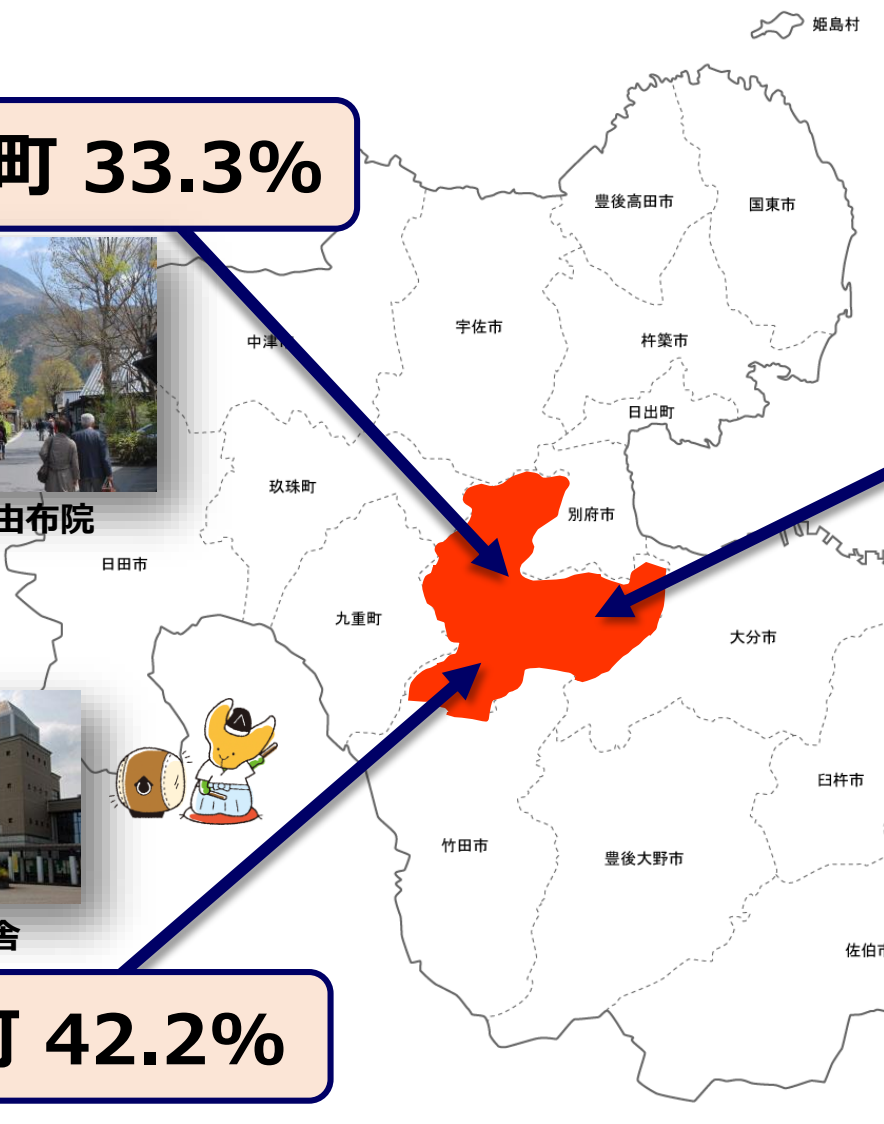 姫島村
町 33.3%
豊後高田市
国東市
宇佐市
中津市
杵築市
日出町
玖珠町
別府市
由布院
日田市
九重町
大分市
臼杵市
竹田市
豊後大野市
舎
佐伯市
町 42.2%